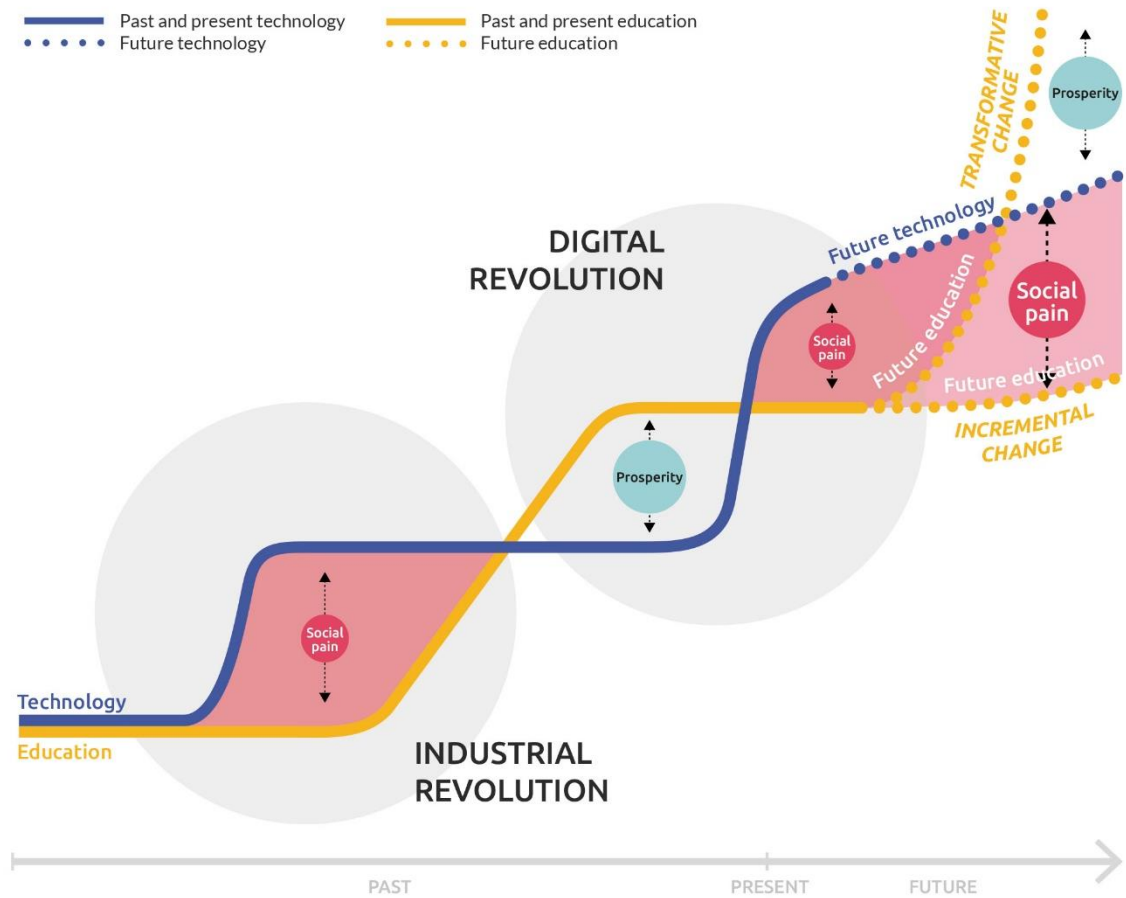 Past and present technology
Future technology
Past and present education
Future education
TRANSFORMATIVE
CHANGE
Prosperity
DIGITAL
REVOLUTION
Future technology
Social
pain
Future education
Social
pain
Future education
INCREMENTAL
CHANGE
Prosperity
Social
pain
Technology
Education
INDUSTRIAL
REVOLUTION
PAST
PRESENT
FUTURE